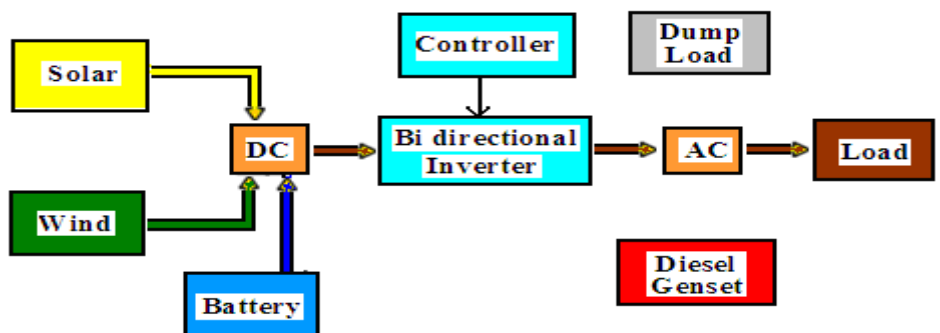 Solar
Controller
Dump
Load
DC
Bi directional
Inverter
AC
Load
Wind
Battery
Diesel
Genset